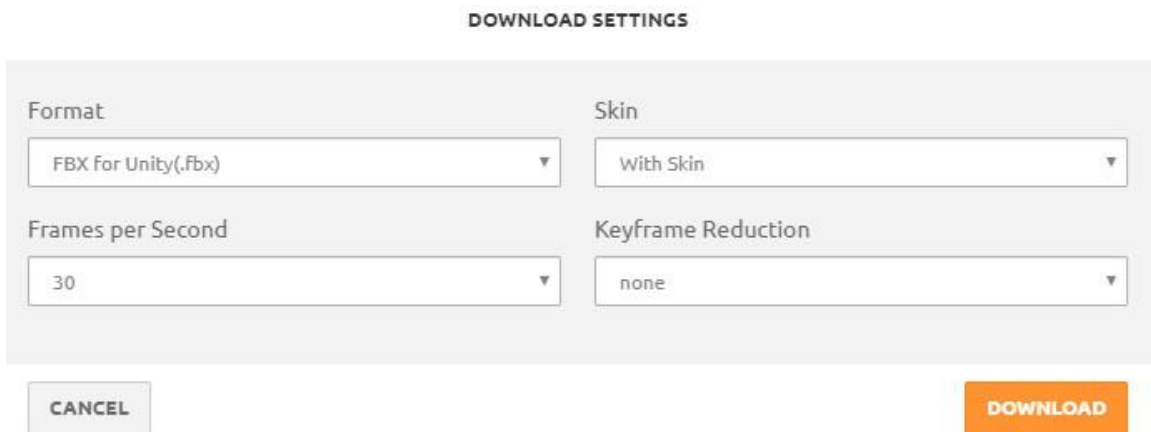 DOWNLOAD SETTINGS
Format
Skin
FBX for Unity(.fbx)
With Skin
Frames per Second
Keyframe Reduction
30
none
CANCEL
DOWNLOAD